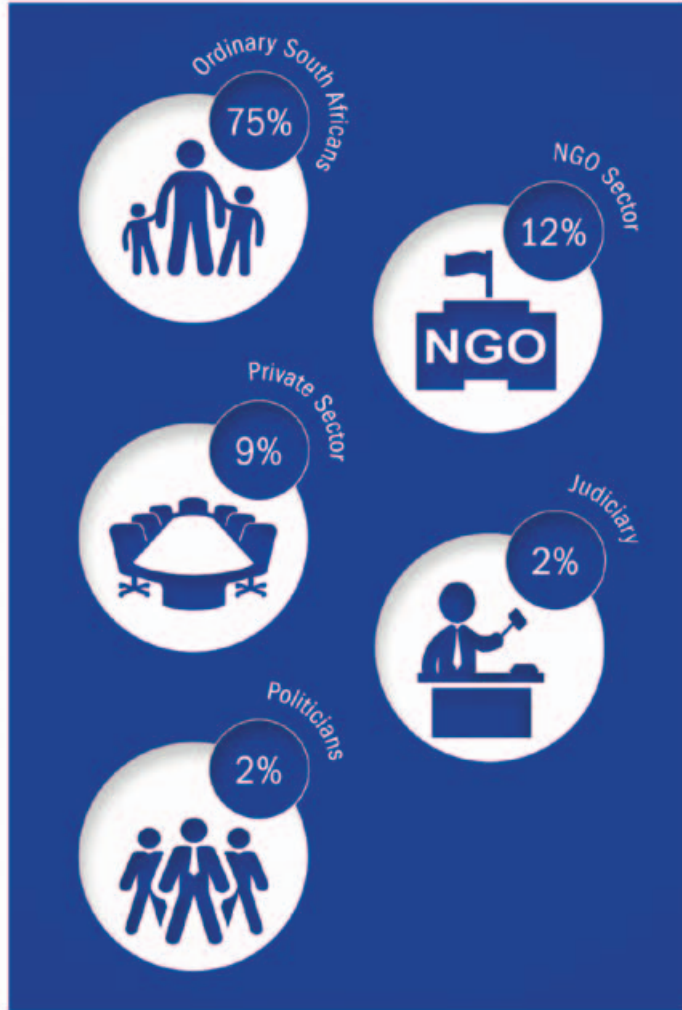 Ordinary South Africans
75%
NGO Sector
12%
NGO
Private Sector
9%
Judiciary
2%
Politicians
2%